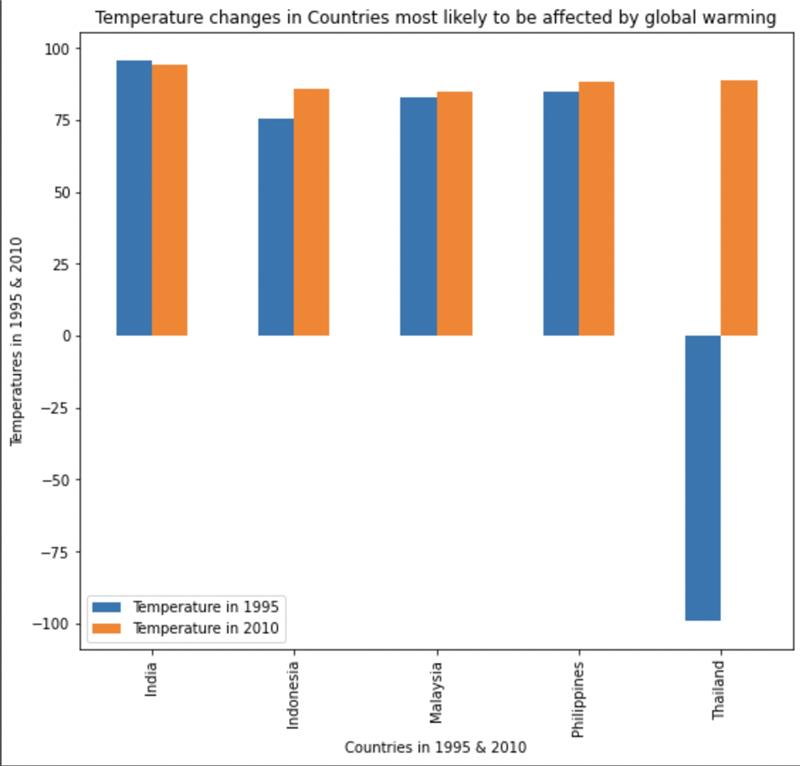 Temperature changes in Countries most likely to be affected by global warming
100
75
50
25
0
−25
−50
−75
−100
Temperatures in 1995 & 2010
Temperature in 1995
Temperature in 2010
India
Indonesia
Malaysia
Philippines
Thailand
Countries in 1995 & 2010